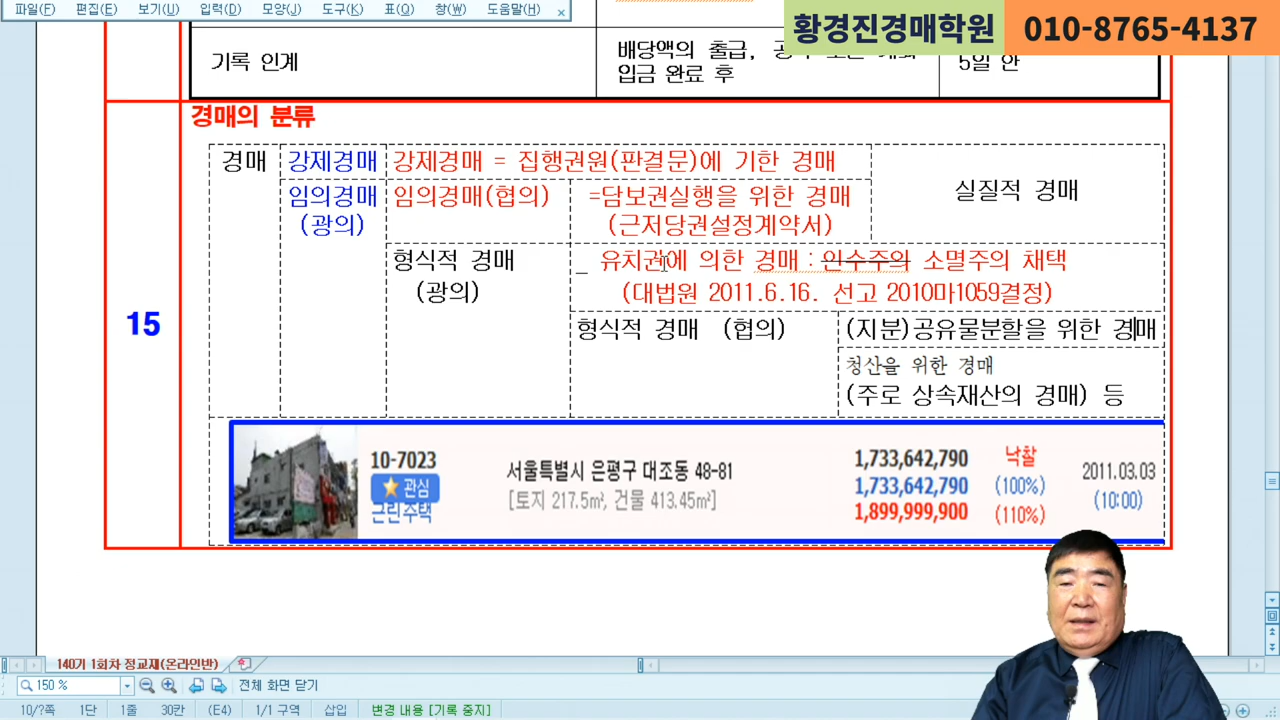 파일(F) 편집(E) 보기(V) 입력(D) 모양(J) 도구(K) 표(Q) 창(W) 도움말(H)
황경진경매학원 010-8765-4137
기록 인계
배당액의 출급,
입금 완료 후
5일 안
경매의 분류
경매 강제경매 강제경매 = 집행권원(판결문)에 기한 경매
실질적 경매
임의경매 임의경매(협의) =담보권실행을 위한 경매
(광의) (근저당권설정계약서)
형식적 경매 _ 유치권에 의한 경매 : 인수주의 소멸주의 채택
(광의) (대법원 2011.6.16. 선고 2010마1059결정)
15
형식적 경매 (협의) (지분)공유물분할을 위한 경매
청산을 위한 경매
(주로 상속재산의 경매) 등
10-7023
관심
근린주택
서울특별시 은평구 대조동 48-81
[토지 217.5㎡, 건물 413.45㎡]
1,733,642,790 낙찰
1,733,642,790 (100%)
1,899,999,900 (110%)
2011.03.03
(10:00)
140기 1회차 정교재(온라인반)
150 % 전체 화면 닫기
10/?쪽 1단 1줄 30칸 (E4) 1/1 구역 삽입 변경 내용 [기록 중지]